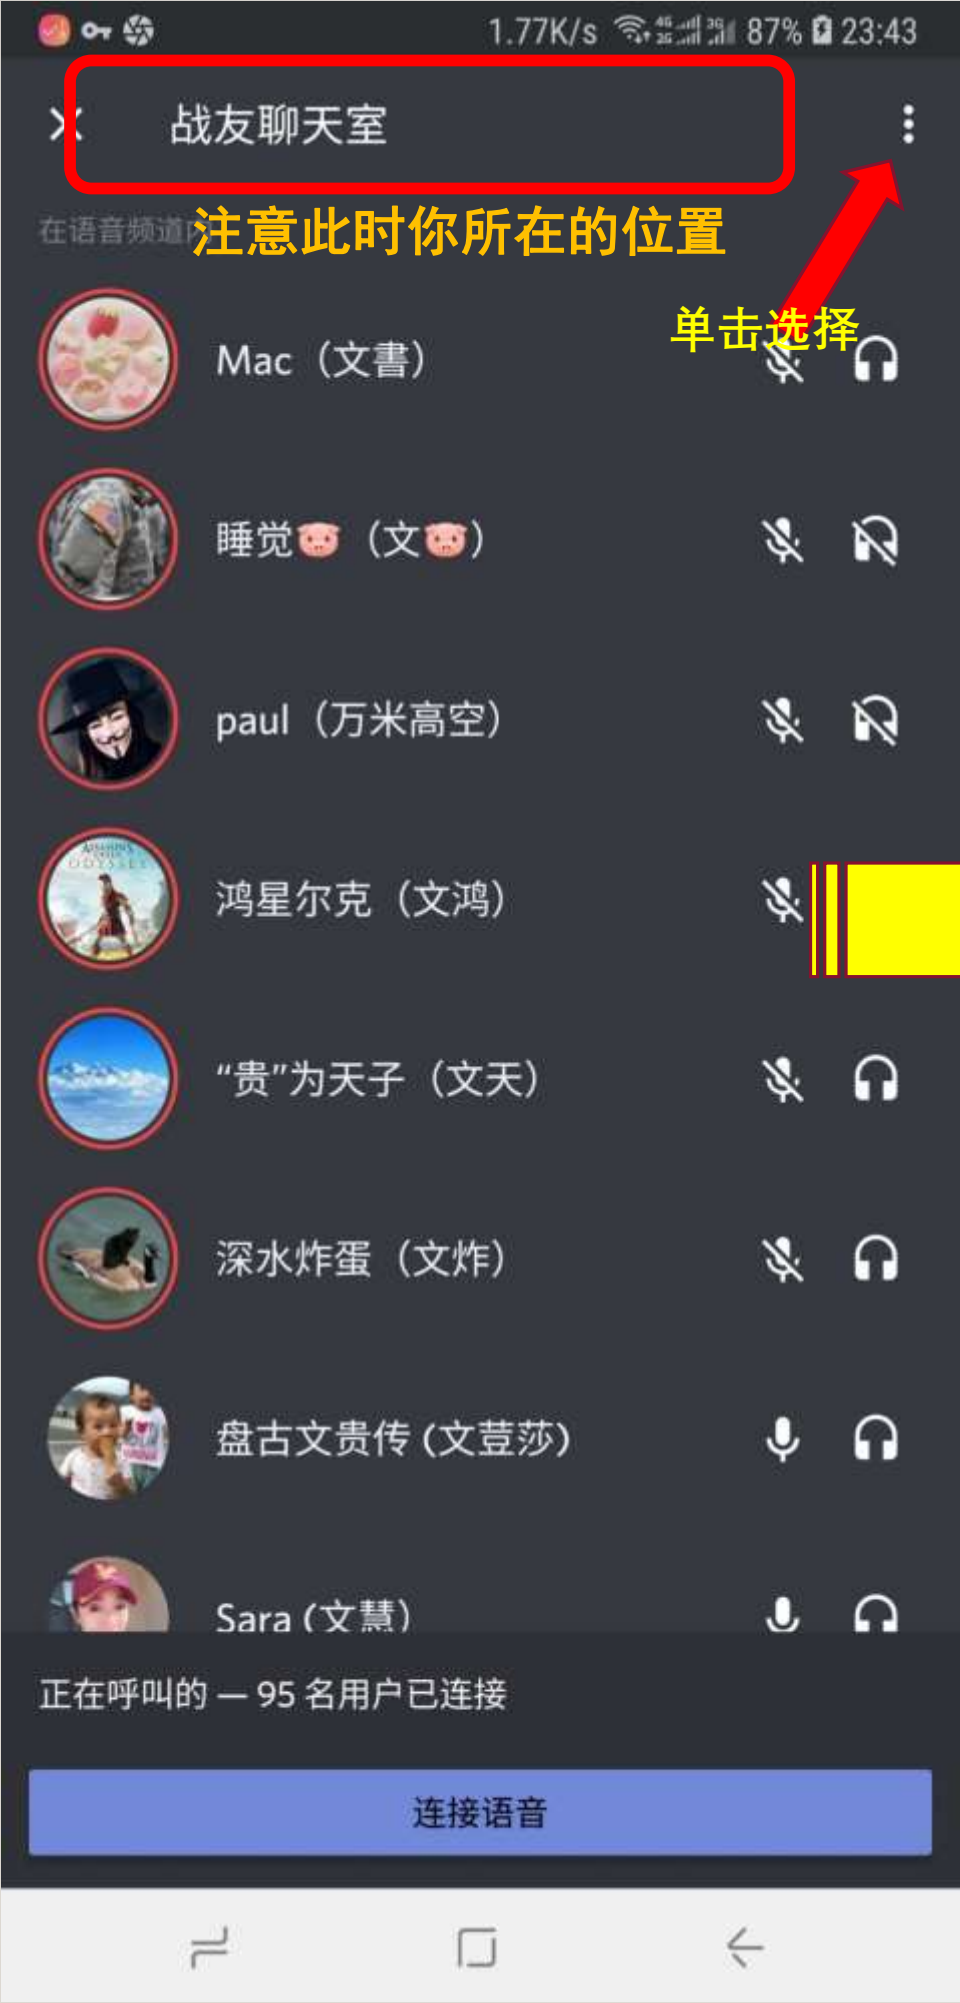 1.77K/s 4G 2G 3G 87% 23:43
战友聊天室
在语音频道内
注意此时你所在的位置
单击选择
Mac（文書）
睡觉🐷（文🐷）
paul（万米高空）
鸿星尔克（文鸿）
ODYSSEY
“贵”为天子（文天）
深水炸蛋（文炸）
盘古文贵传 (文荳莎)
Sara (文慧)
正在呼叫的 — 95 名用户已连接
连接语音